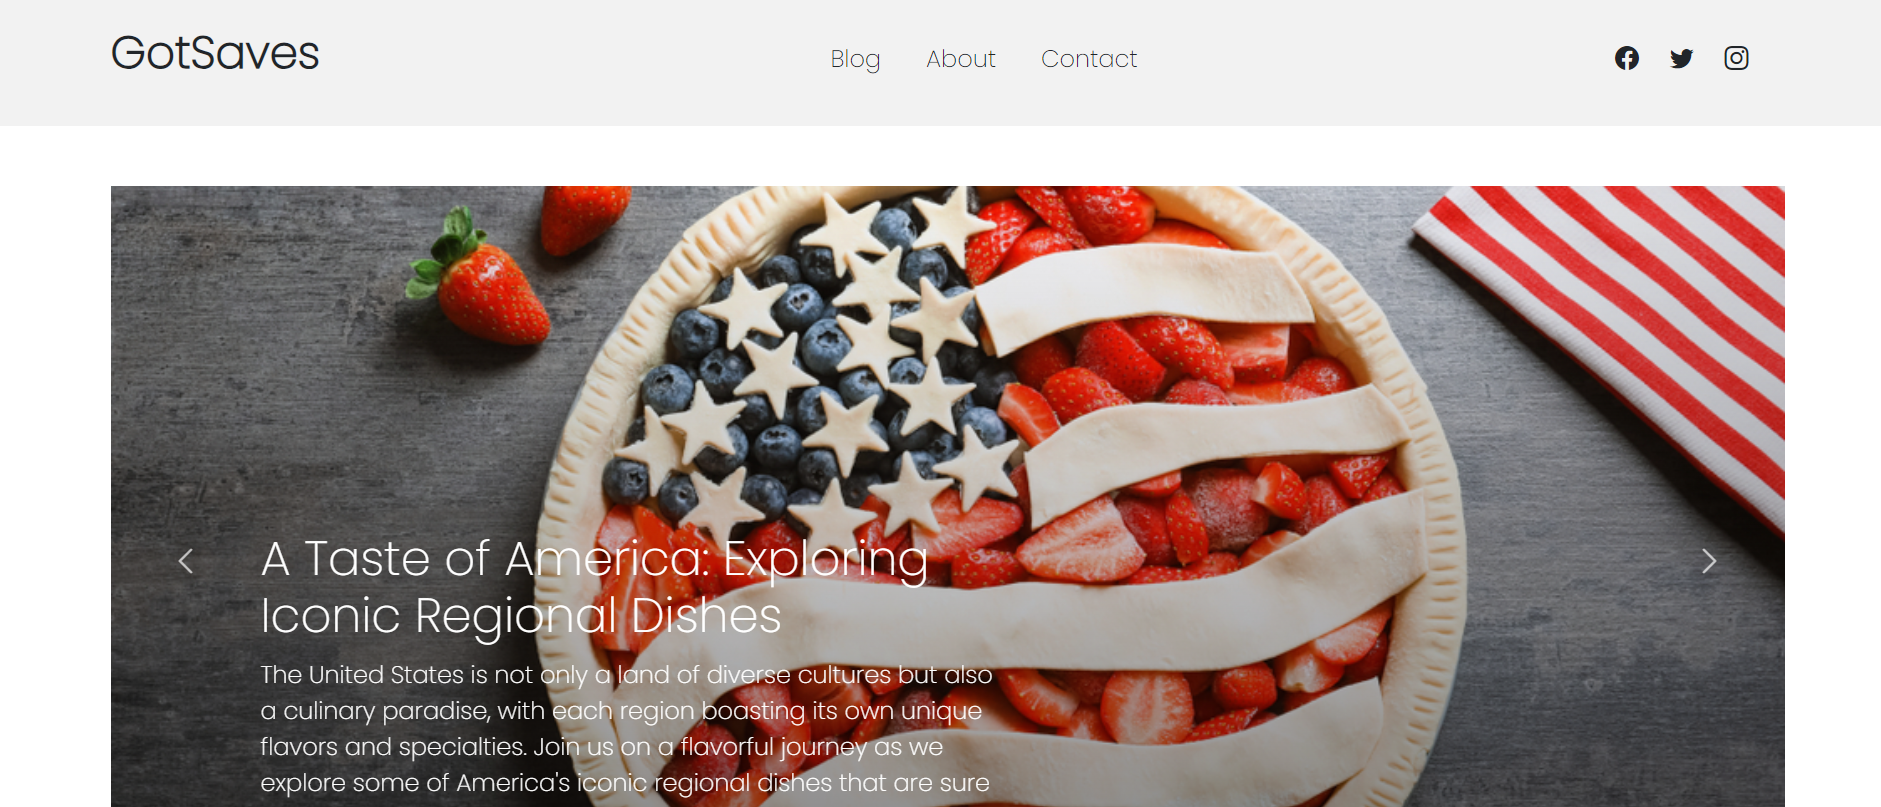 GotSaves
Blog About Contact
A Taste of America: Exploring
Iconic Regional Dishes
The United States is not only a land of diverse cultures but also
a culinary paradise, with each region boasting its own unique
flavors and specialties. Join us on a flavorful journey as we
explore some of America's iconic regional dishes that are sure